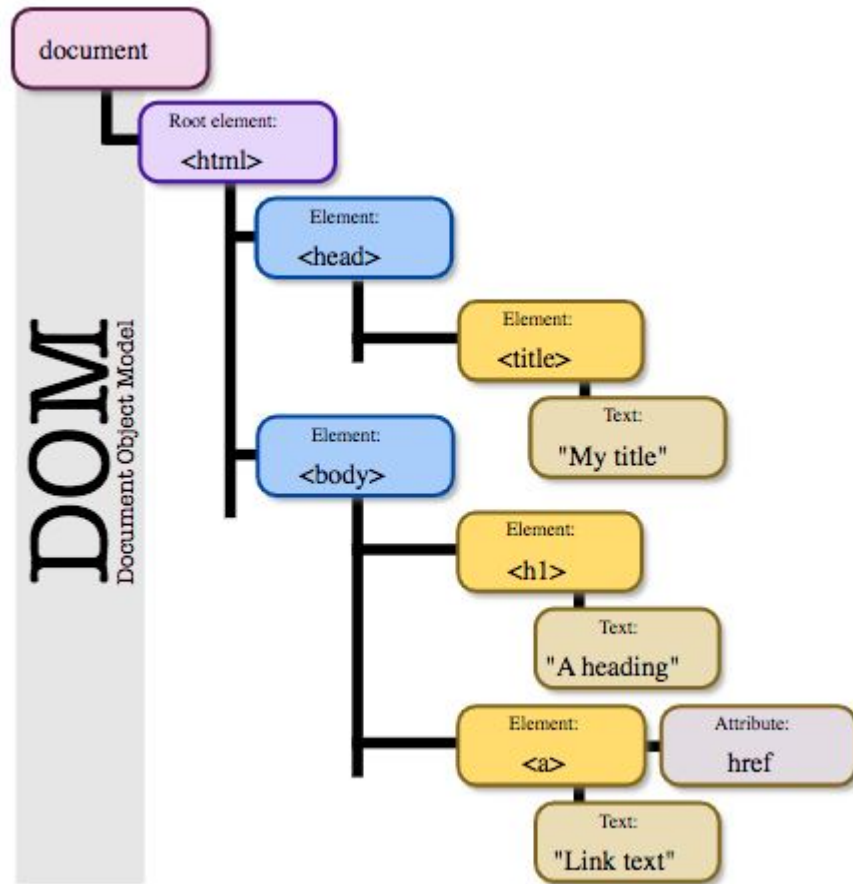 document
Root element:
<html>
Element:
<head>
Element:
<title>
Text:
"My title"
Element:
<body>
Element:
<h1>
Text:
"A heading"
Element:
<a>
Attribute:
href
Text:
"Link text"
DOM
Document Object Model